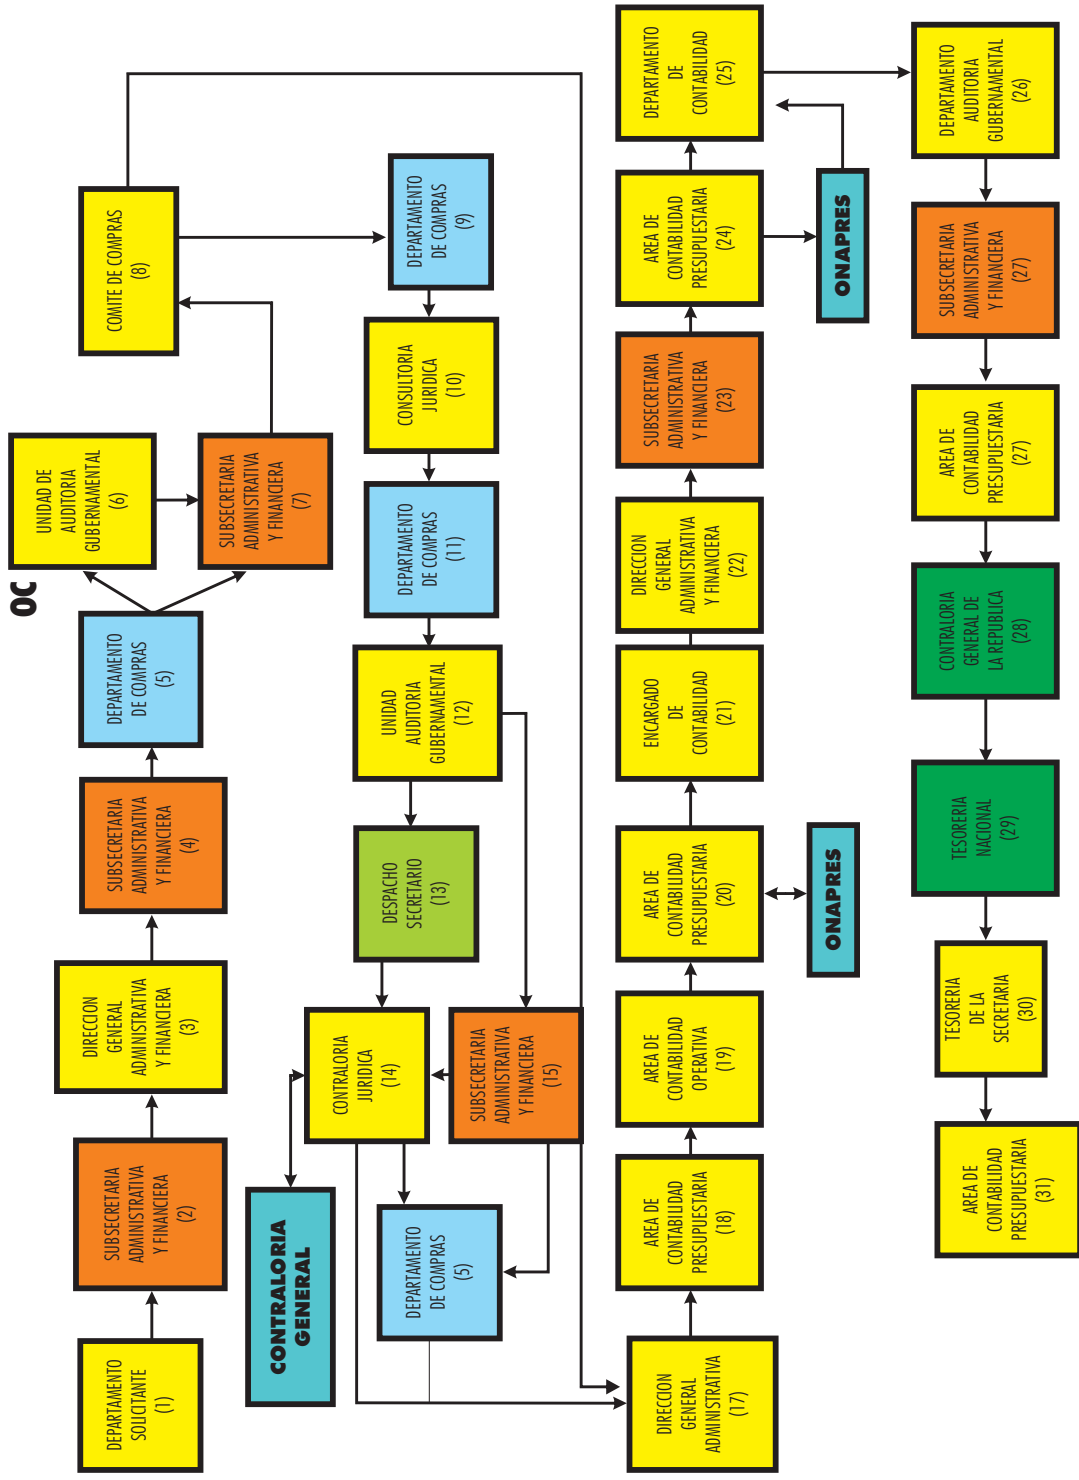 DEPARTAMENTO
SOLICITANTE
(1)
SUBSECRETARIA
ADMINISTRATIVA
Y FINANCIERA
(2)
DIRECCION
GENERAL
ADMINISTRATIVA
Y FINANCIERA
(3)
SUBSECRETARIA
ADMINISTRATIVA
Y FINANCIERA
(4)
DEPARTAMENTO
DE COMPRAS
(5)
OC
UNIDAD DE
AUDITORIA
GUBERNAMENTAL
(6)
SUBSECRETARIA
ADMINISTRATIVA
Y FINANCIERA
(7)
COMITE DE COMPRAS
(8)
DEPARTAMENTO
DE COMPRAS
(9)
CONSULTORIA
JURIDICA
(10)
DEPARTAMENTO
DE COMPRAS
(11)
UNIDAD
AUDITORIA
GUBERNAMENTAL
(12)
DESPACHO
SECRETARIO
(13)
CONTRALORIA
JURIDICA
(14)
SUBSECRETARIA
ADMINISTRATIVA
Y FINANCIERA
(15)
CONTRALORIA
GENERAL
DEPARTAMENTO
DE COMPRAS
(5)
DIRECCION
GENERAL
ADMINISTRATIVA
(17)
AREA DE
CONTABILIDAD
PRESUPUESTARIA
(18)
AREA DE
CONTABILIDAD
OPERATIVA
(19)
AREA DE
CONTABILIDAD
PRESUPUESTARIA
(20)
ONAPRES
ENCARGADO
DE
CONTABILIDAD
(21)
DIRECCION
GENERAL
ADMINISTRATIVA
Y FINANCIERA
(22)
SUBSECRETARIA
ADMINISTRATIVA
Y FINANCIERA
(23)
AREA DE
CONTABILIDAD
PRESUPUESTARIA
(24)
ONAPRES
DEPARTAMENTO
DE
CONTABILIDAD
(25)
DEPARTAMENTO
AUDITORIA
GUBERNAMENTAL
(26)
SUBSECRETARIA
ADMINISTRATIVA
Y FINANCIERA
(27)
AREA DE
CONTABILIDAD
PRESUPUESTARIA
(27)
CONTRALORIA
GENERAL DE
LA REPUBLICA
(28)
TESORERIA
NACIONAL
(29)
TESORERIA
DE LA
SECRETARIA
(30)
AREA DE
CONTABILIDAD
PRESUPUESTARIA
(31)